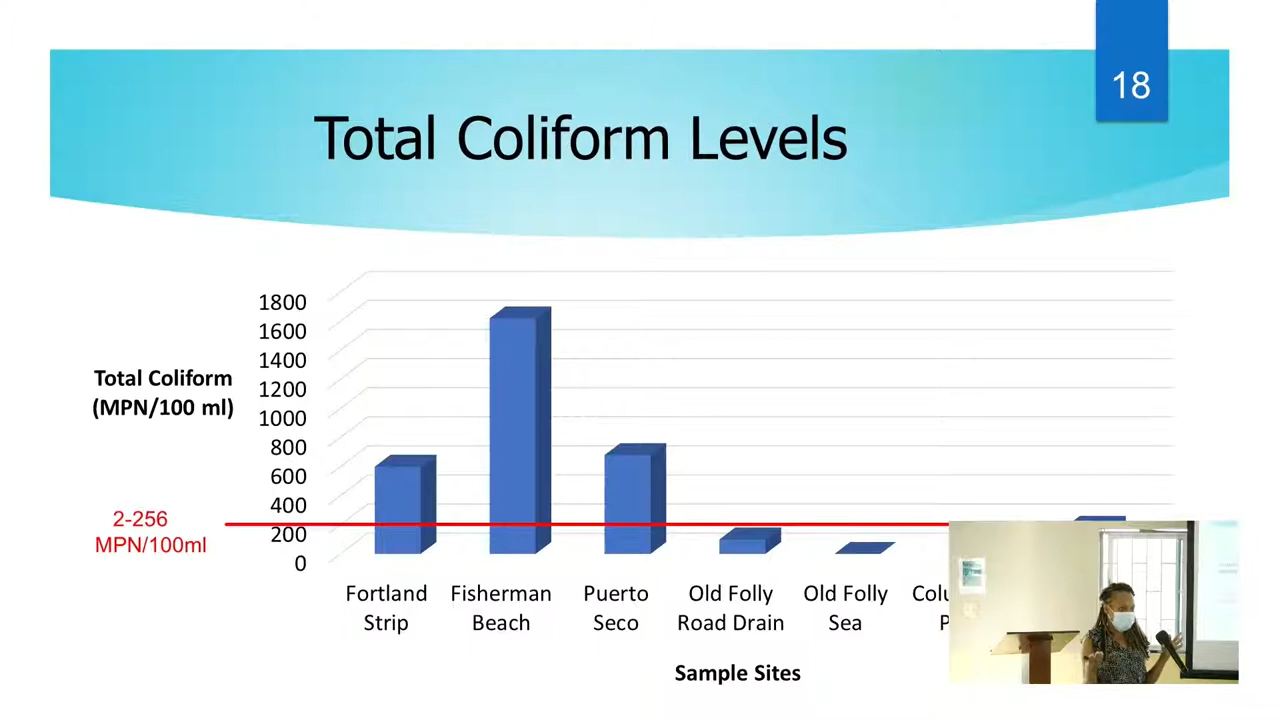 18
Total Coliform Levels
1800
1600
1400
1200
1000
800
600
400
200
0
Total Coliform
(MPN/100 ml)
2-256
MPN/100ml
Fortland
Strip
Fisherman
Beach
Puerto
Seco
Old Folly
Road Drain
Old Folly
Sea
Sample Sites